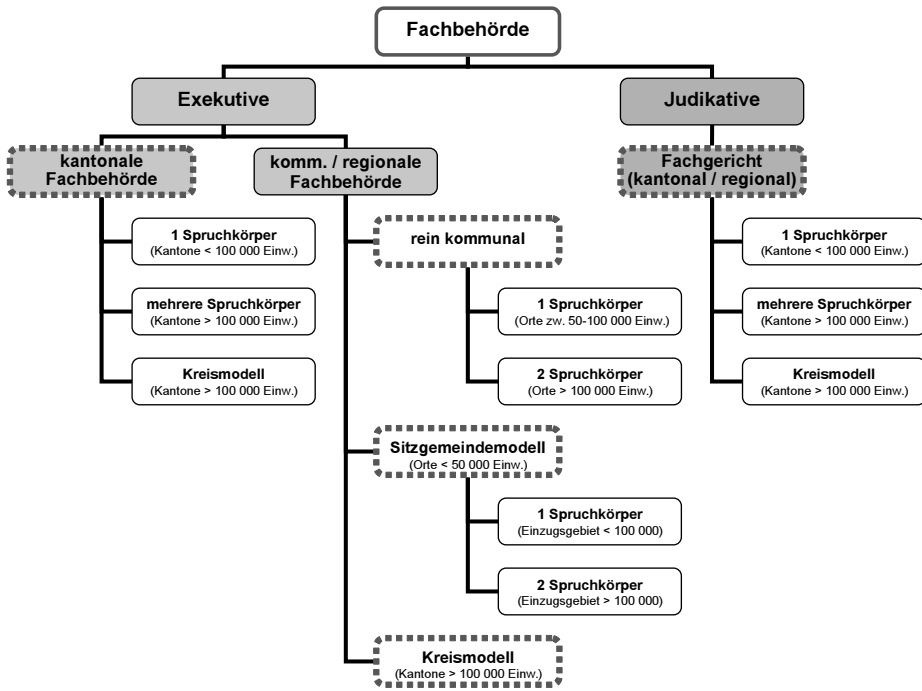 Fachbehörde
Exekutive
Judikative
kantonale
Fachbehörde
komm. / regionale
Fachbehörde
Fachgericht
(kantonal / regional)
1 Spruchkörper
(Kantone < 100 000 Einw.)
mehrere Spruchkörper
(Kantone > 100 000 Einw.)
Kreismodell
(Kantone > 100 000 Einw.)
rein kommunal
1 Spruchkörper
(Orte zw. 50-100 000 Einw.)
2 Spruchkörper
(Orte > 100 000 Einw.)
Sitzgemeindemodell
(Orte < 50 000 Einw.)
1 Spruchkörper
(Einzugsgebiet < 100 000)
2 Spruchkörper
(Einzugsgebiet > 100 000)
Kreismodell
(Kantone > 100 000 Einw.)
1 Spruchkörper
(Kantone < 100 000 Einw.)
mehrere Spruchkörper
(Kantone > 100 000 Einw.)
Kreismodell
(Kantone > 100 000 Einw.)